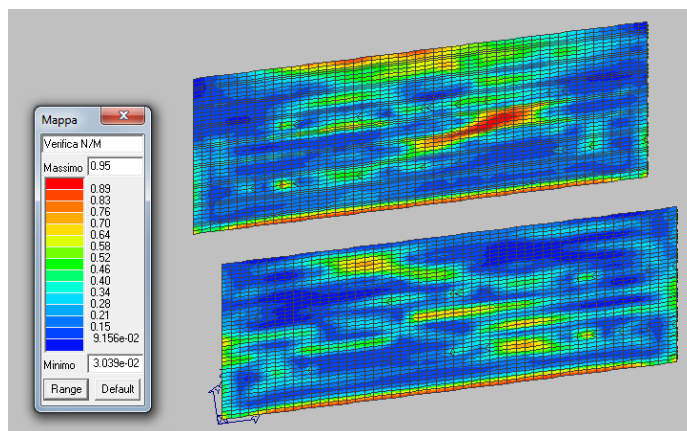 Mappa
Verifica N/M
Massimo 0.95
0.89
0.83
0.76
0.70
0.64
0.58
0.52
0.46
0.40
0.34
0.28
0.21
0.15
9.156e-02
Minimo 3.039e-02
Range Default